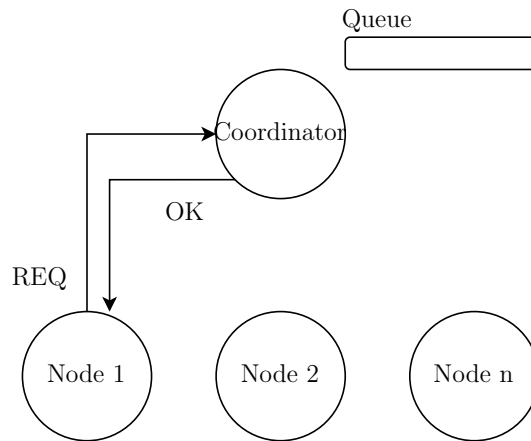 Queue
Coordinator
OK
REQ
Node 1
Node 2
Node n